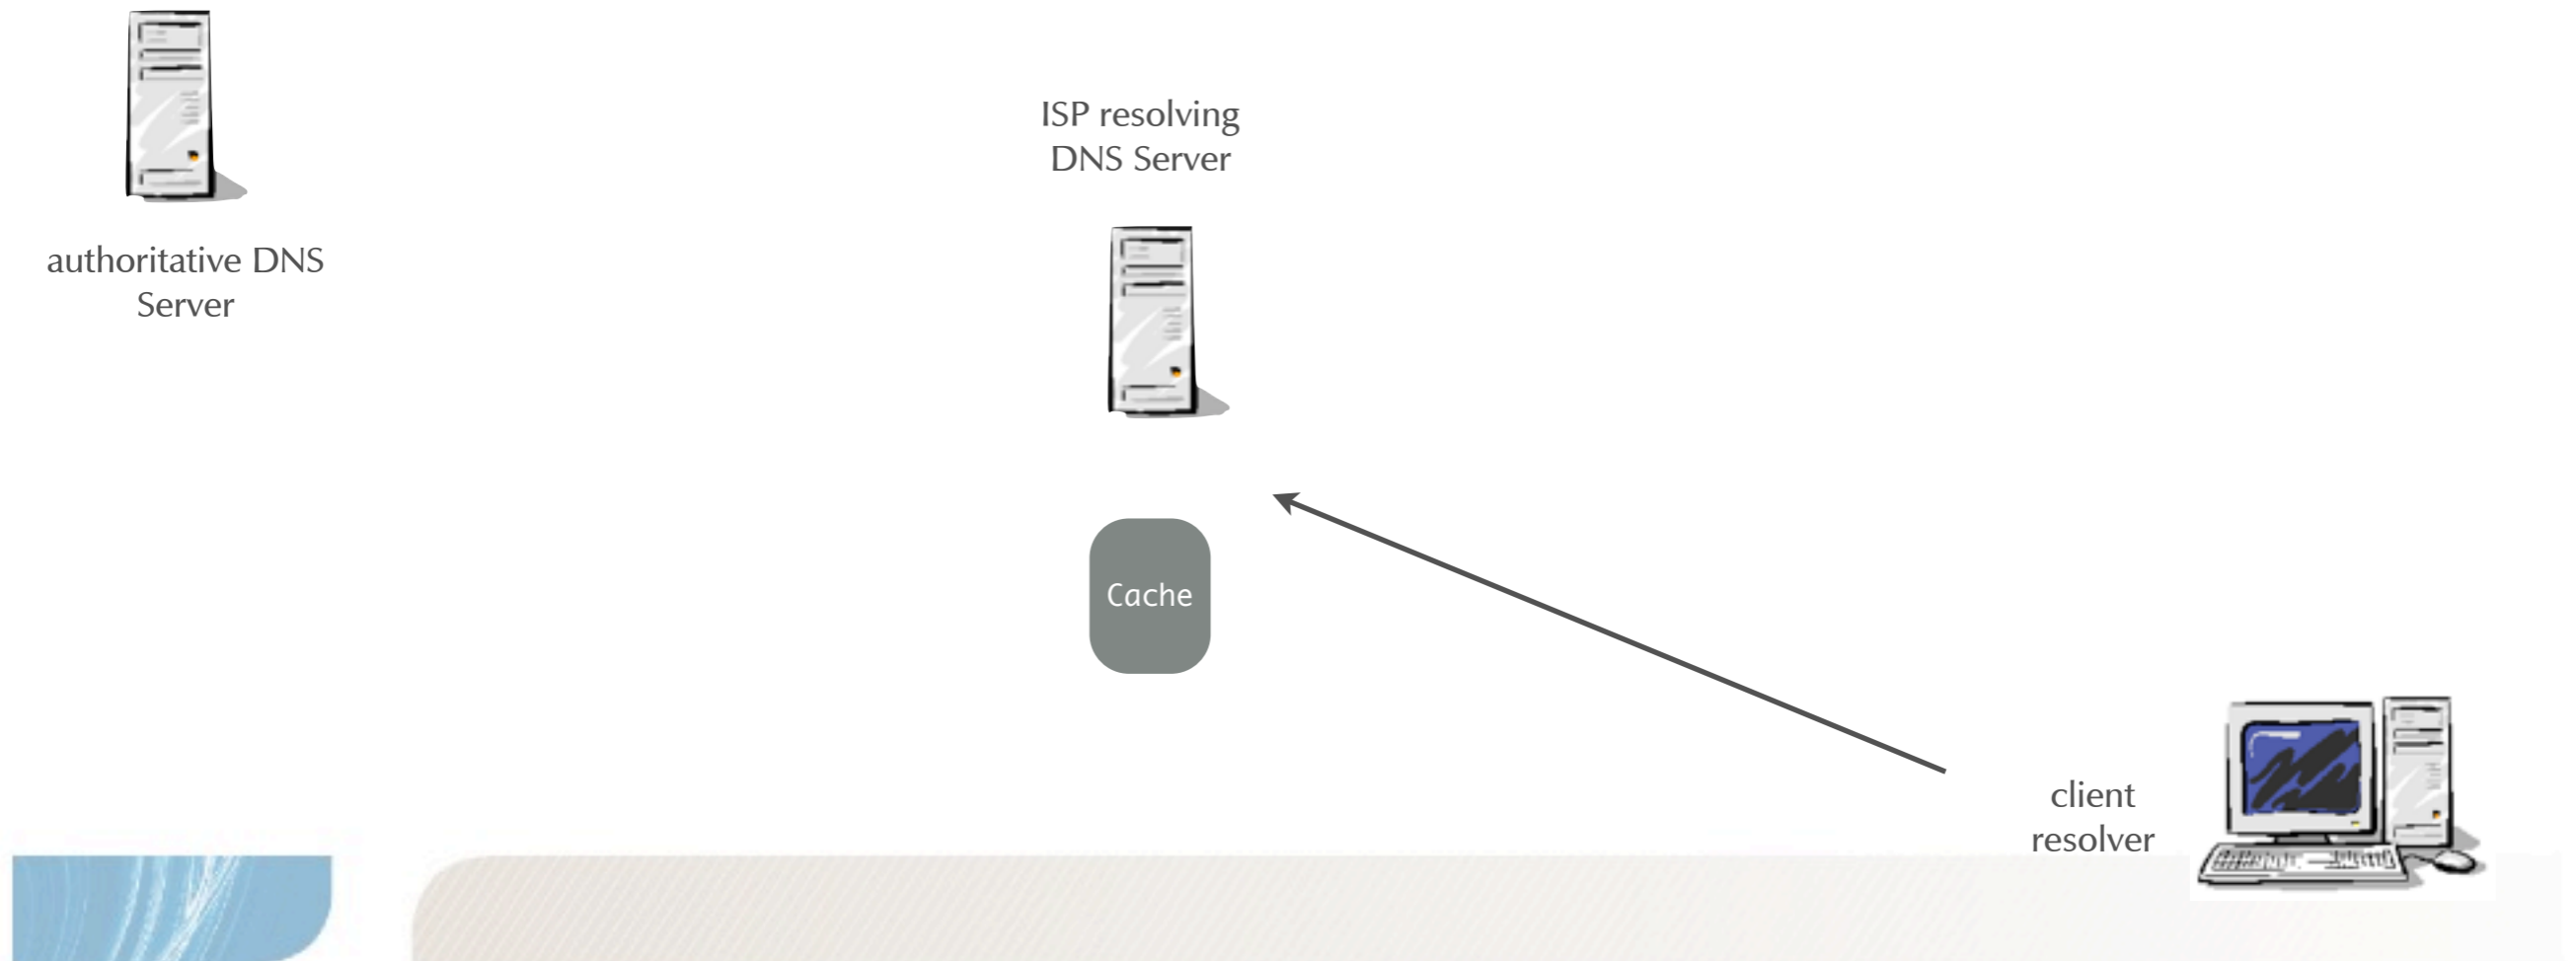 ISP resolving
DNS Server
authoritative DNS
Server
Cache
client
resolver